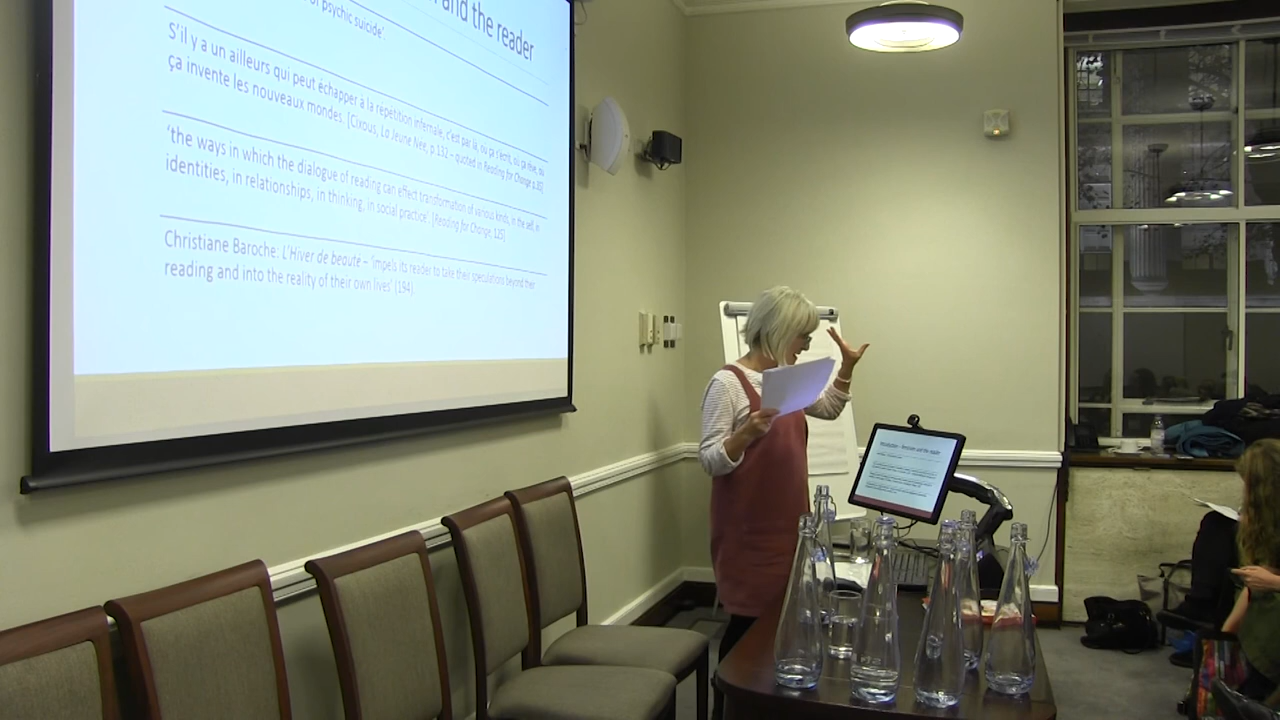 and the reader
of psychic suicide'.
S'il y a un ailleurs qui peut échapper à la répétition infernale, c'est par là, où ça s'écrit, où ça rêve, où
ça invente les nouveaux mondes. [Cixous, La Jeune Née, p.132 – quoted in Reading for Change p.20]
'the ways in which the dialogue of reading can effect transformation of various kinds, in the self, in
identities, in relationships, in thinking, in social practice'. [Reading for Change, 125]
Christiane Baroche: L'Hiver de beaute – 'impels its reader to take their speculations beyond their
reading and into the reality of their own lives' (194).